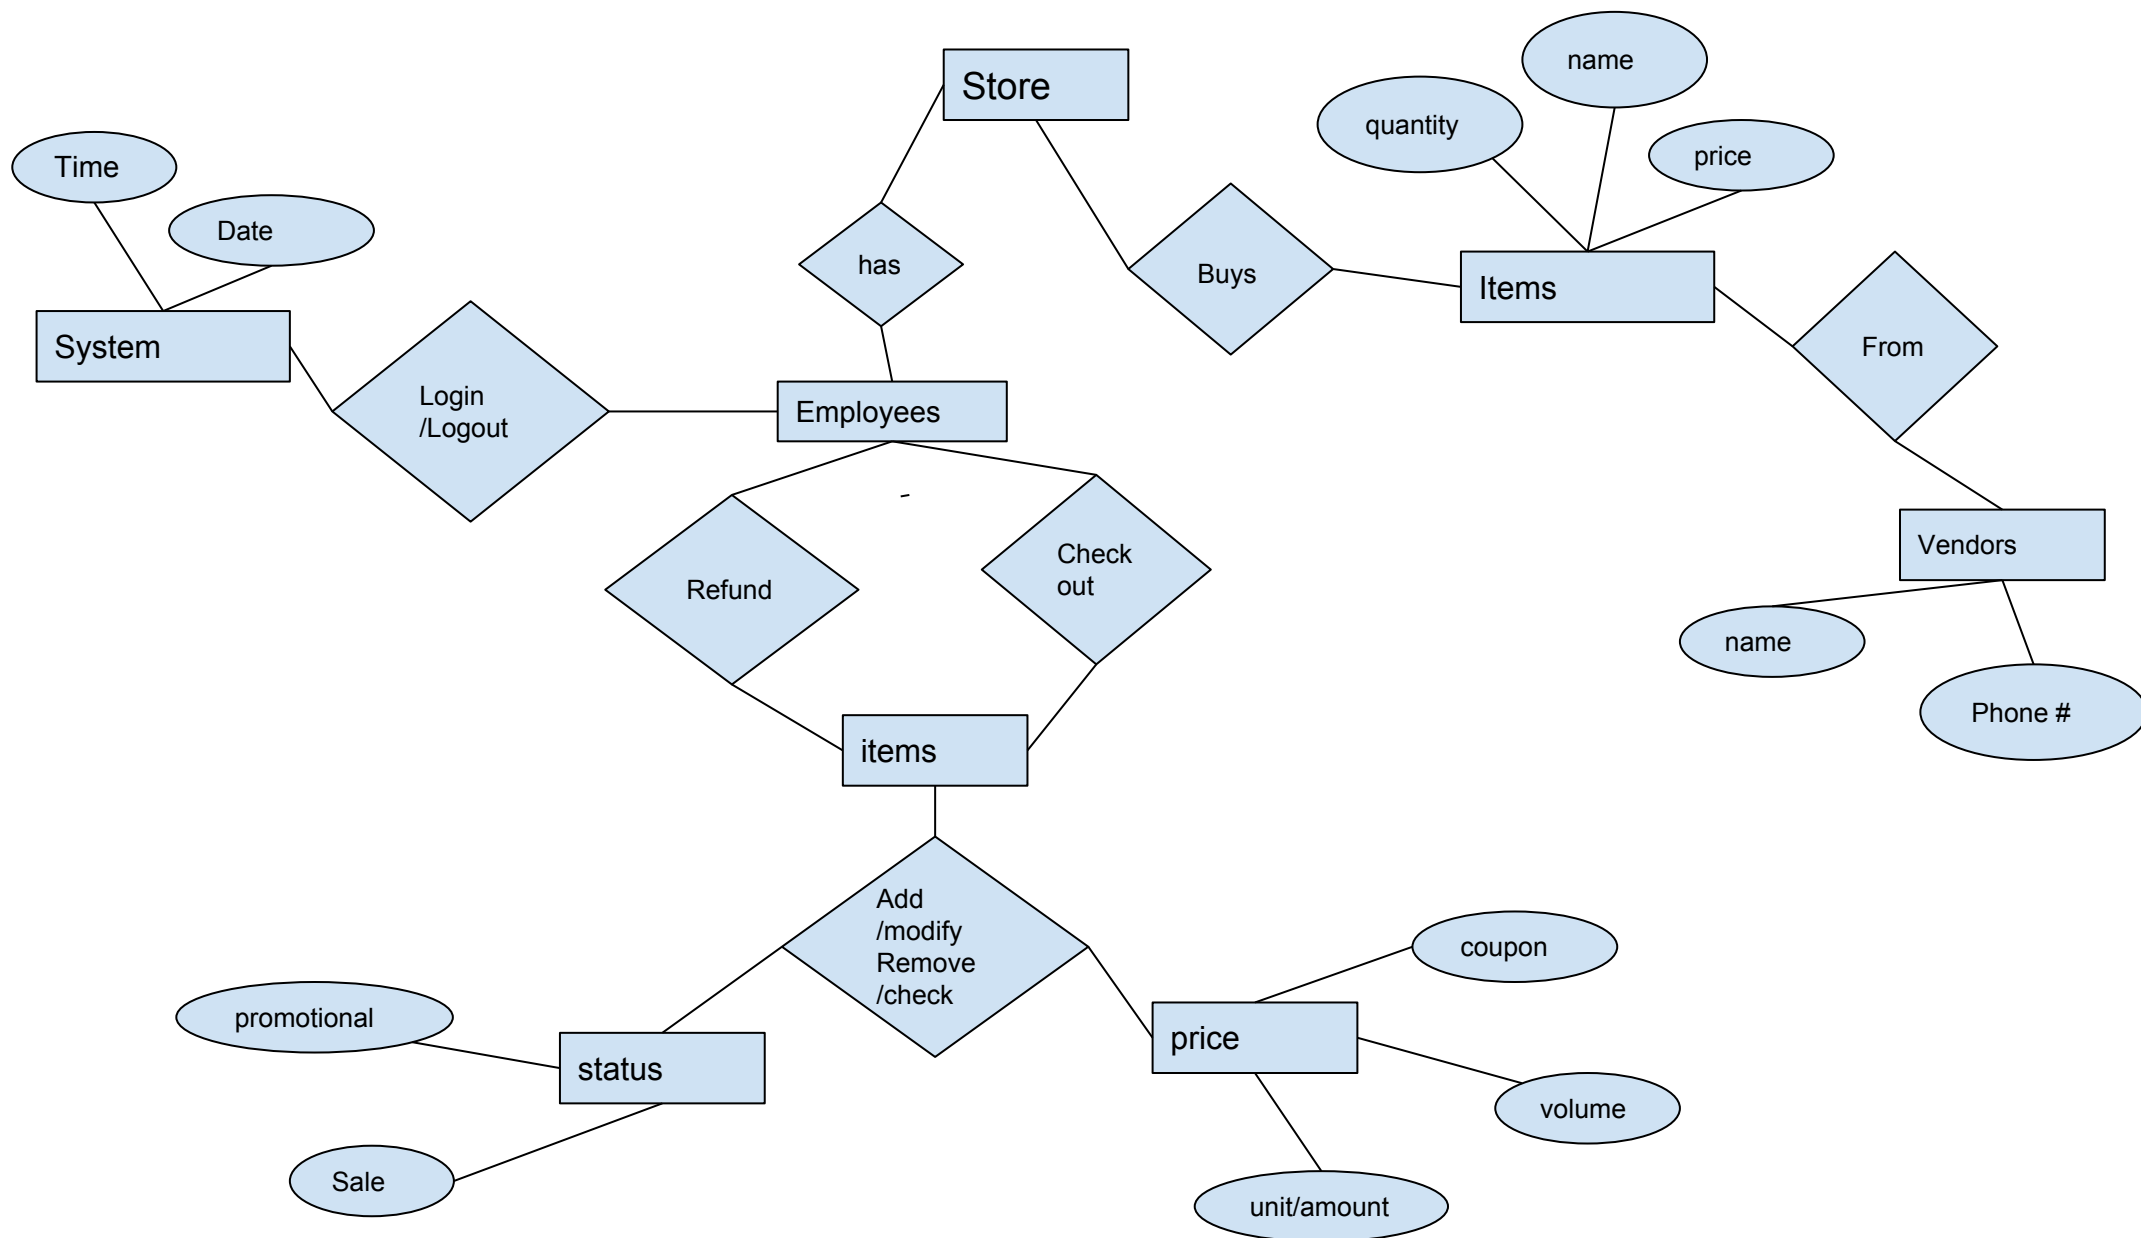 Store
name
quantity
price
Time
Date
has
Buys
Items
System
From
Login
/Logout
Employees
-
Refund
Check
out
Vendors
name
Phone #
items
Add
/modify
Remove
/check
coupon
promotional
status
price
volume
Sale
unit/amount